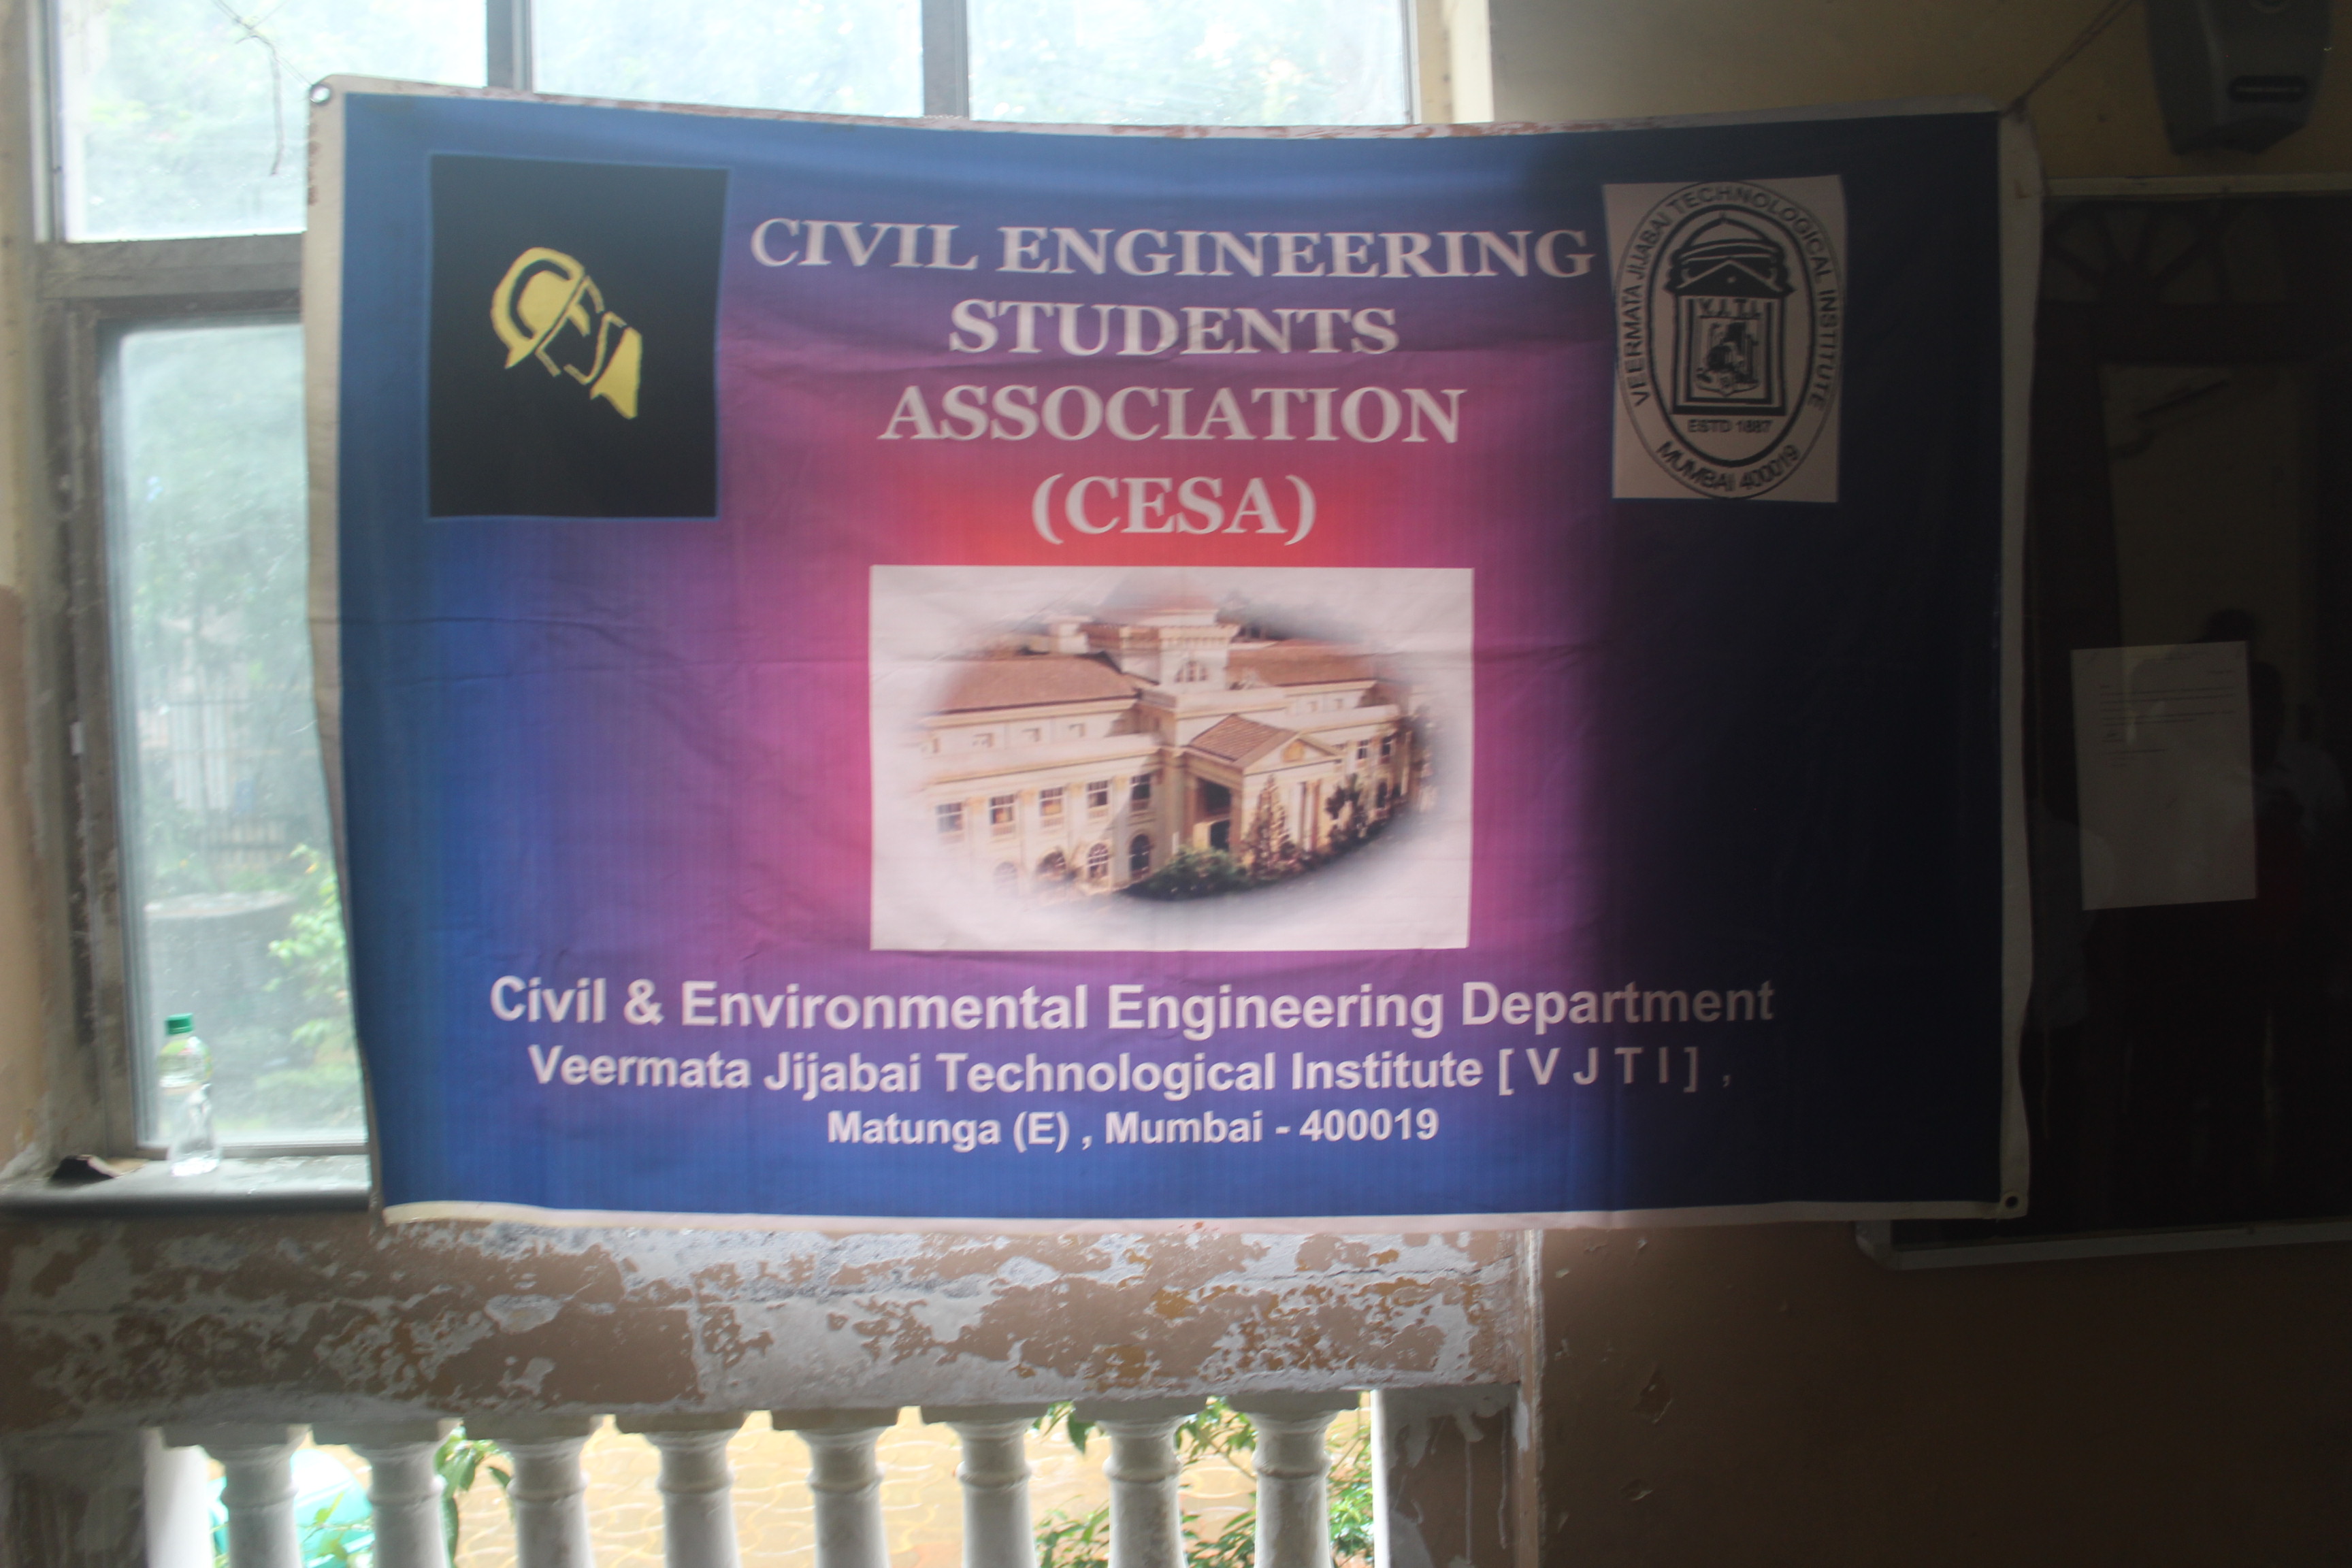 CIVIL ENGINEERING
STUDENTS
ASSOCIATION
(CESA)
CESA
VEERMATA JIJABAI TECHNOLOGICAL INSTITUTE
V.J.T.I.
ESTD 1887
MUMBAI 400019
Civil & Environmental Engineering Department
Veermata Jijabai Technological Institute [ V J T I ] ,
Matunga (E) , Mumbai - 400019